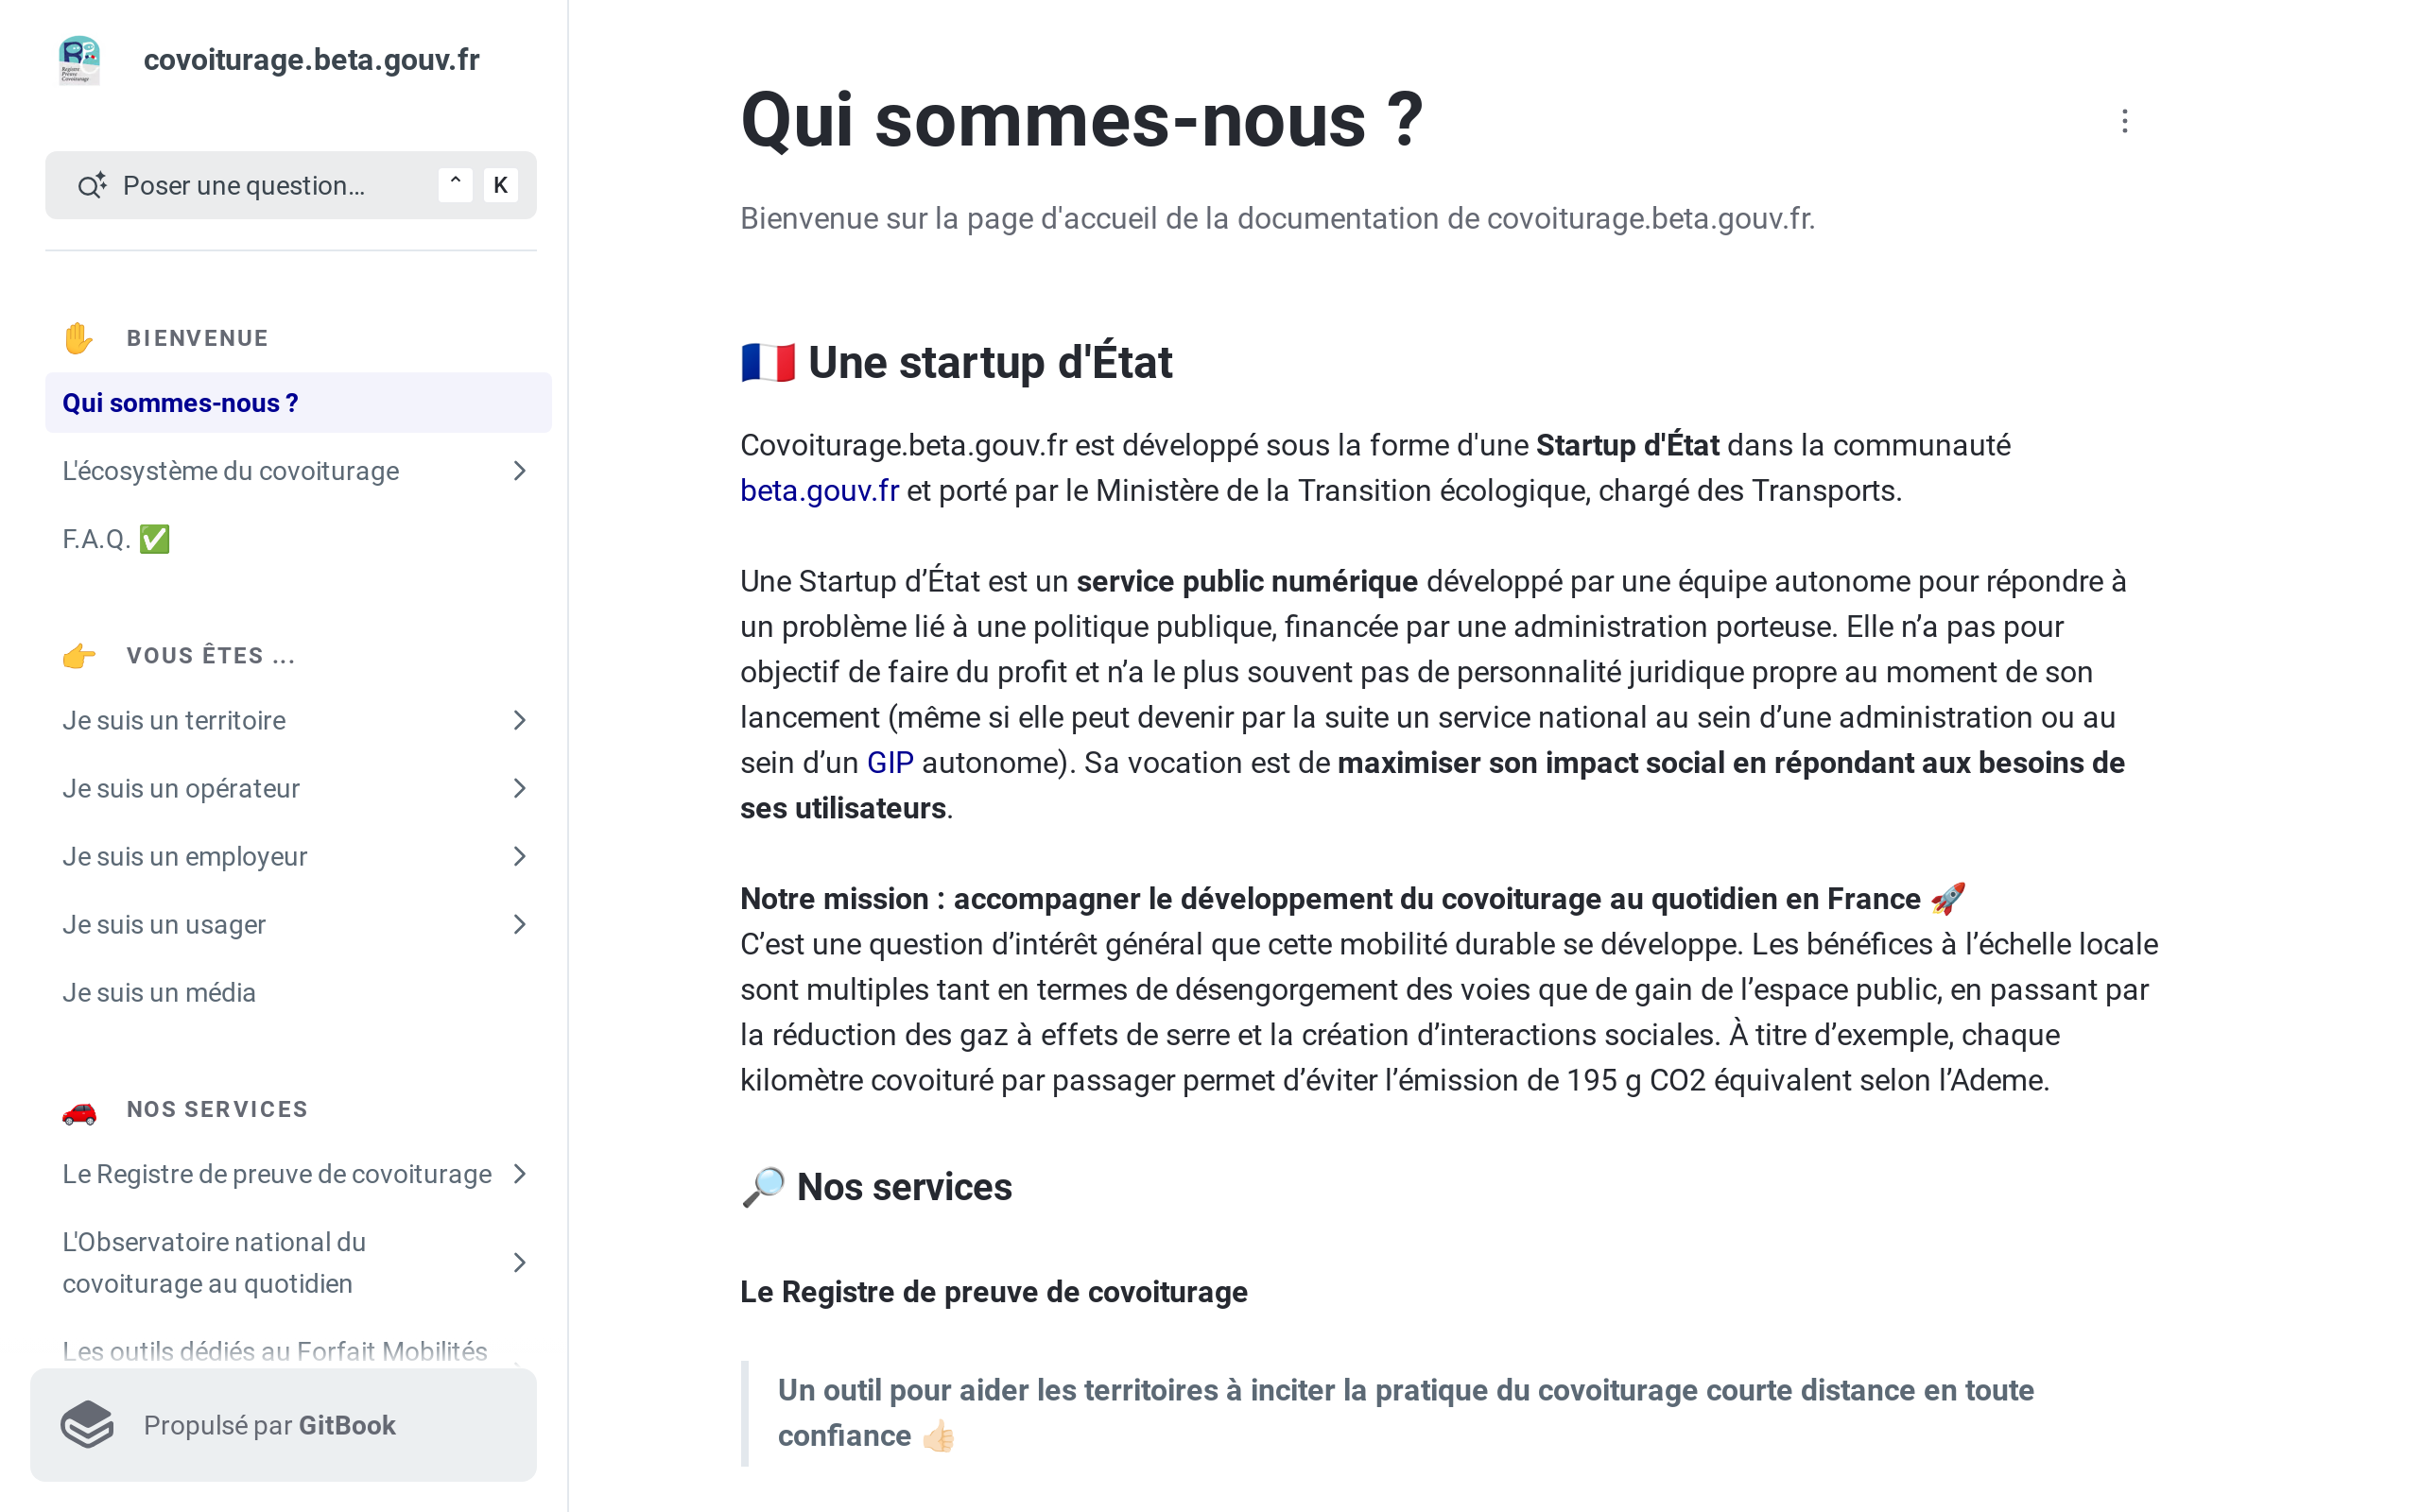 covoiturage.beta.gouv.fr
Poser une question...
⌃ K
✋ BIENVENUE
Qui sommes-nous ?
L'écosystème du covoiturage
F.A.Q. ✅
👉 VOUS ÊTES ...
Je suis un territoire
Je suis un opérateur
Je suis un employeur
Je suis un usager
Je suis un média
🚗 NOS SERVICES
Le Registre de preuve de covoiturage
L'Observatoire national du
covoiturage au quotidien
Les outils dédiés au Forfait Mobilités
Propulsé par GitBook
Qui sommes-nous ?
Bienvenue sur la page d'accueil de la documentation de covoiturage.beta.gouv.fr.
🇫🇷 Une startup d'État
Covoiturage.beta.gouv.fr est développé sous la forme d'une Startup d'État dans la communauté
beta.gouv.fr et porté par le Ministère de la Transition écologique, chargé des Transports.
Une Startup d’État est un service public numérique développé par une équipe autonome pour répondre à
un problème lié à une politique publique, financée par une administration porteuse. Elle n’a pas pour
objectif de faire du profit et n’a le plus souvent pas de personnalité juridique propre au moment de son
lancement (même si elle peut devenir par la suite un service national au sein d’une administration ou au
sein d’un GIP autonome). Sa vocation est de maximiser son impact social en répondant aux besoins de
ses utilisateurs.
Notre mission : accompagner le développement du covoiturage au quotidien en France 🚀
C’est une question d’intérêt général que cette mobilité durable se développe. Les bénéfices à l’échelle locale
sont multiples tant en termes de désengorgement des voies que de gain de l’espace public, en passant par
la réduction des gaz à effets de serre et la création d’interactions sociales. À titre d’exemple, chaque
kilomètre covoituré par passager permet d’éviter l’émission de 195 g CO2 équivalent selon l’Ademe.
🔎 Nos services
Le Registre de preuve de covoiturage
Un outil pour aider les territoires à inciter la pratique du covoiturage courte distance en toute
confiance 👍🏻